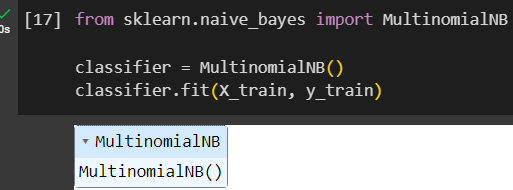 [17] from sklearn.naive_bayes import MultinomialNB
0s
classifier = MultinomialNB()
classifier.fit(X_train, y_train)
MultinomialNB
MultinomialNB()